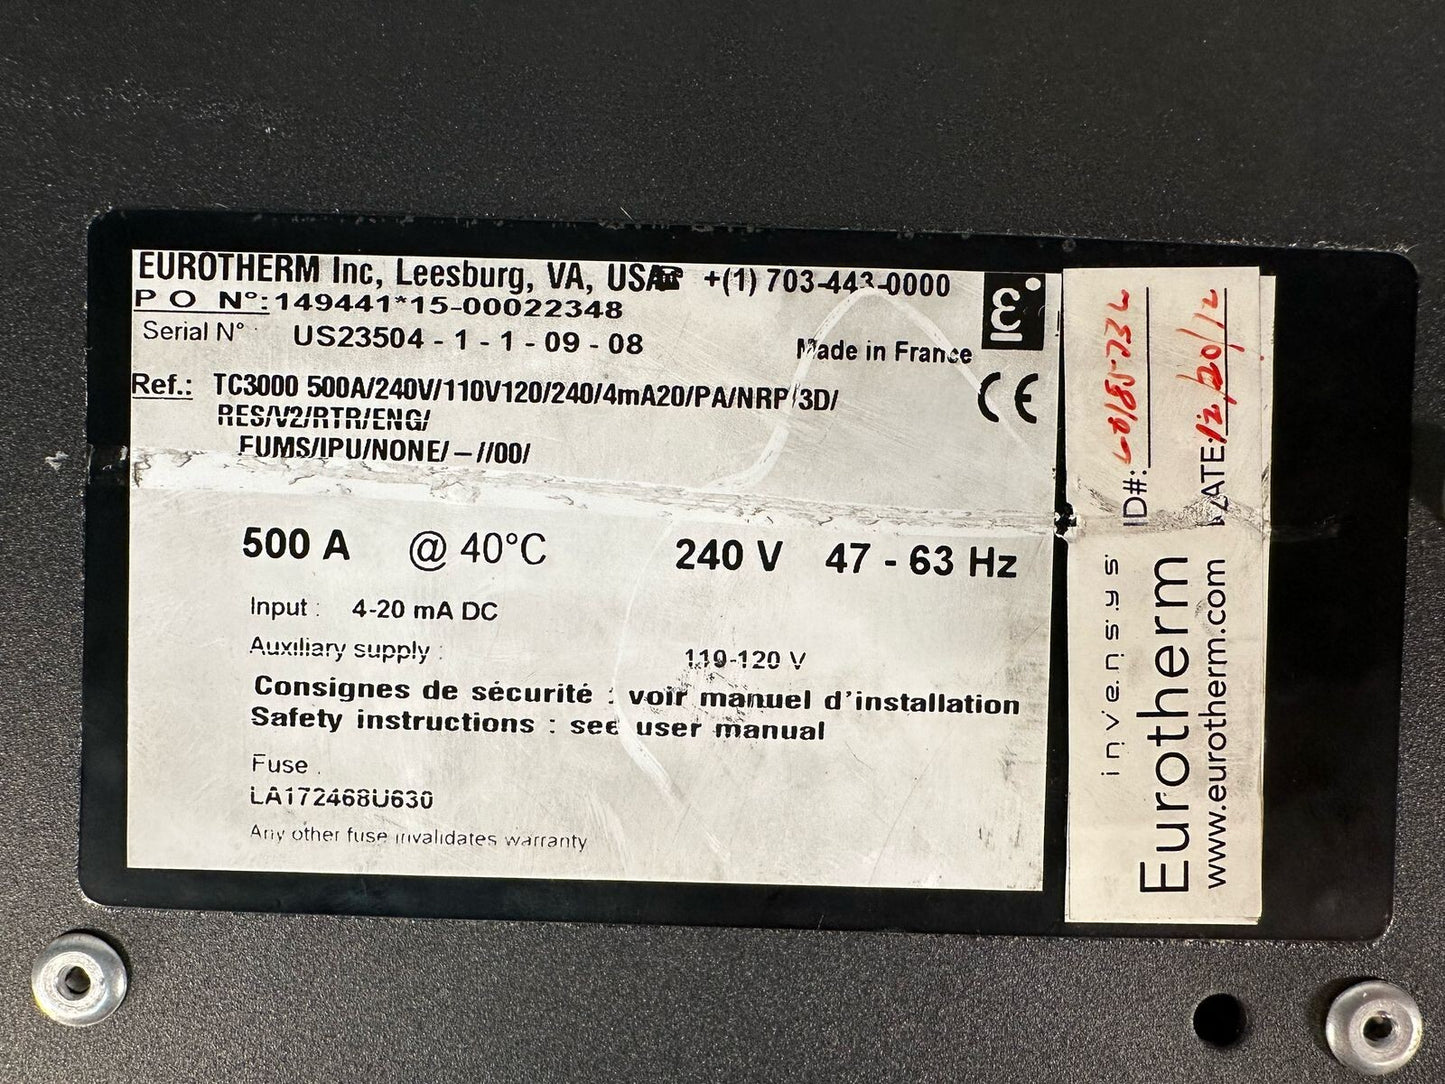 EUROTHERM Inc, Leesburg, VA, USA☎ +(1) 703-443-0000
P O N°: 149441*15-00022348
Serial N° : US23504 - 1 - 1 - 09 - 08
Made in France
Ref.: TC3000 500A/240V/110V120/240/4mA20/PA/NRP/3D/
RES/V2/RTR/ENG/
FUMS/IPU/NONE/ – //00/
CE
500 A @ 40°C 240 V 47 - 63 Hz
Input : 4-20 mA DC
Auxiliary supply : 110-120 V
Consignes de sécurité : voir manuel d'installation
Safety instructions : see user manual
Fuse :
LA172468U630
Any other fuse invalidates warranty
ID#:
DATE: 12/20/12
invensys
Eurotherm
www.eurotherm.com